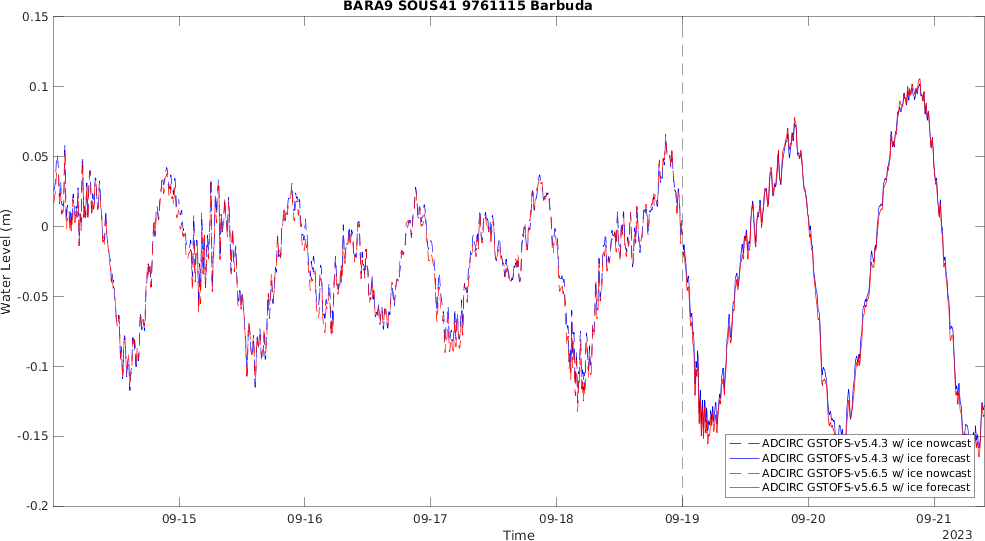 BARA9 SOUS41 9761115 Barbuda
0.15
0.1
0.05
0
-0.05
-0.1
-0.15
-0.2
Water Level (m)
ADCIRC GSTOFS-v5.4.3 w/ ice nowcast
ADCIRC GSTOFS-v5.4.3 w/ ice forecast
ADCIRC GSTOFS-v5.6.5 w/ ice nowcast
ADCIRC GSTOFS-v5.6.5 w/ ice forecast
09-15 09-16 09-17 09-18 09-19 09-20 09-21
Time
2023